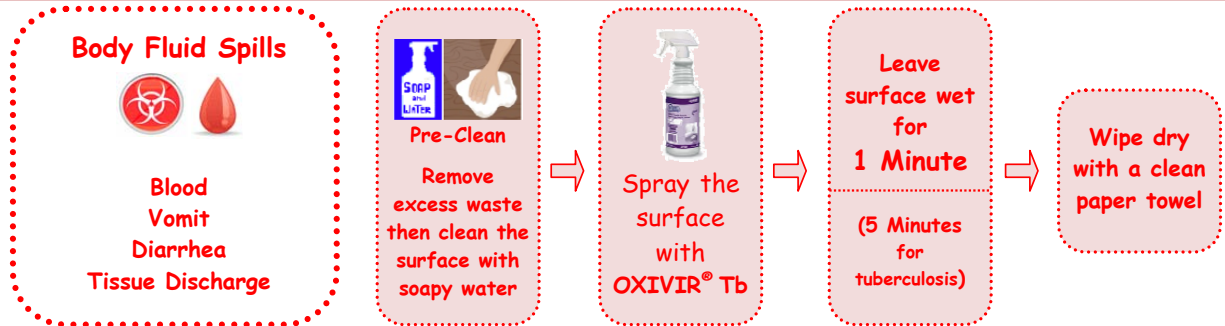 Body Fluid Spills
Blood
Vomit
Diarrhea
Tissue Discharge
SOAP
and
WATER
Pre-Clean
Remove
excess waste
then clean the
surface with
soapy water
Spray the
surface
with
OXIVIR® Tb
Leave
surface wet
for
1 Minute
(5 Minutes
for
tuberculosis)
Wipe dry
with a clean
paper towel